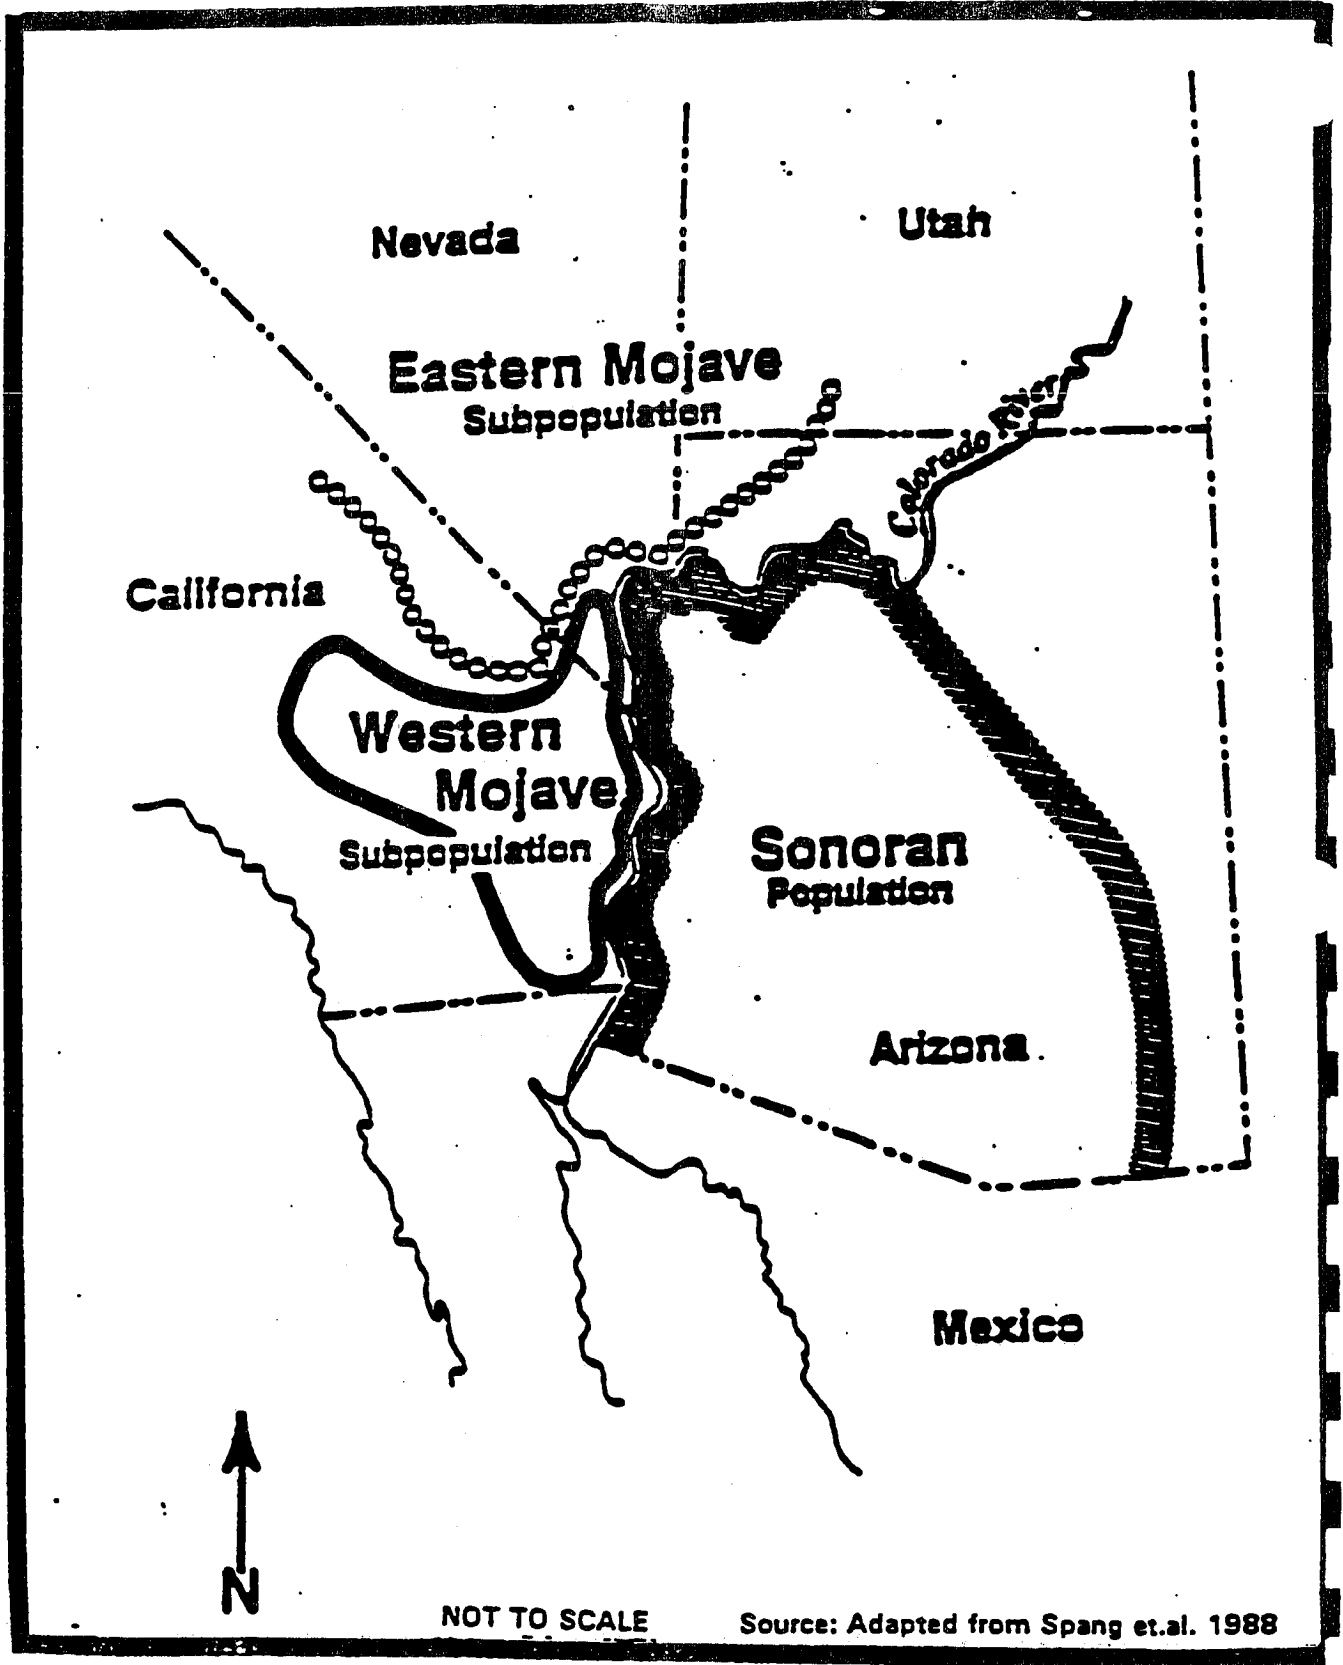 Nevada
Utah
Eastern Mojave
Subpopulation
Colorado River
California
Western
Mojave
Subpopulation
Sonoran
Population
Arizona
Mexico
N
NOT TO SCALE
Source: Adapted from Spang et.al. 1988